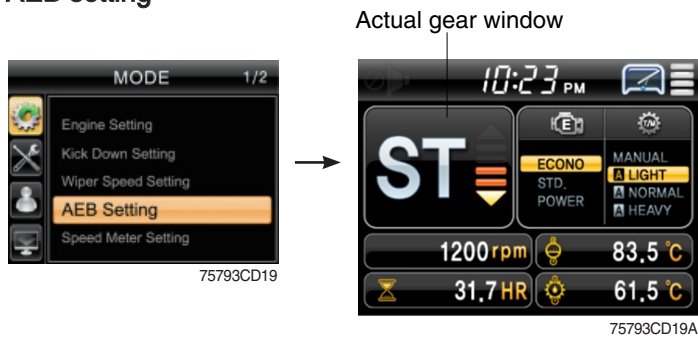 AEB setting
Actual gear window
MODE 1/2
Engine Setting
Kick Down Setting
Wiper Speed Setting
AEB Setting
Speed Meter Setting
75793CD19
10:23 PM
ST
E
T/M
ECONO
STD.
POWER
MANUAL
A LIGHT
A NORMAL
A HEAVY
1200 rpm
83.5 °C
31.7 HR
61.5 °C
75793CD19A